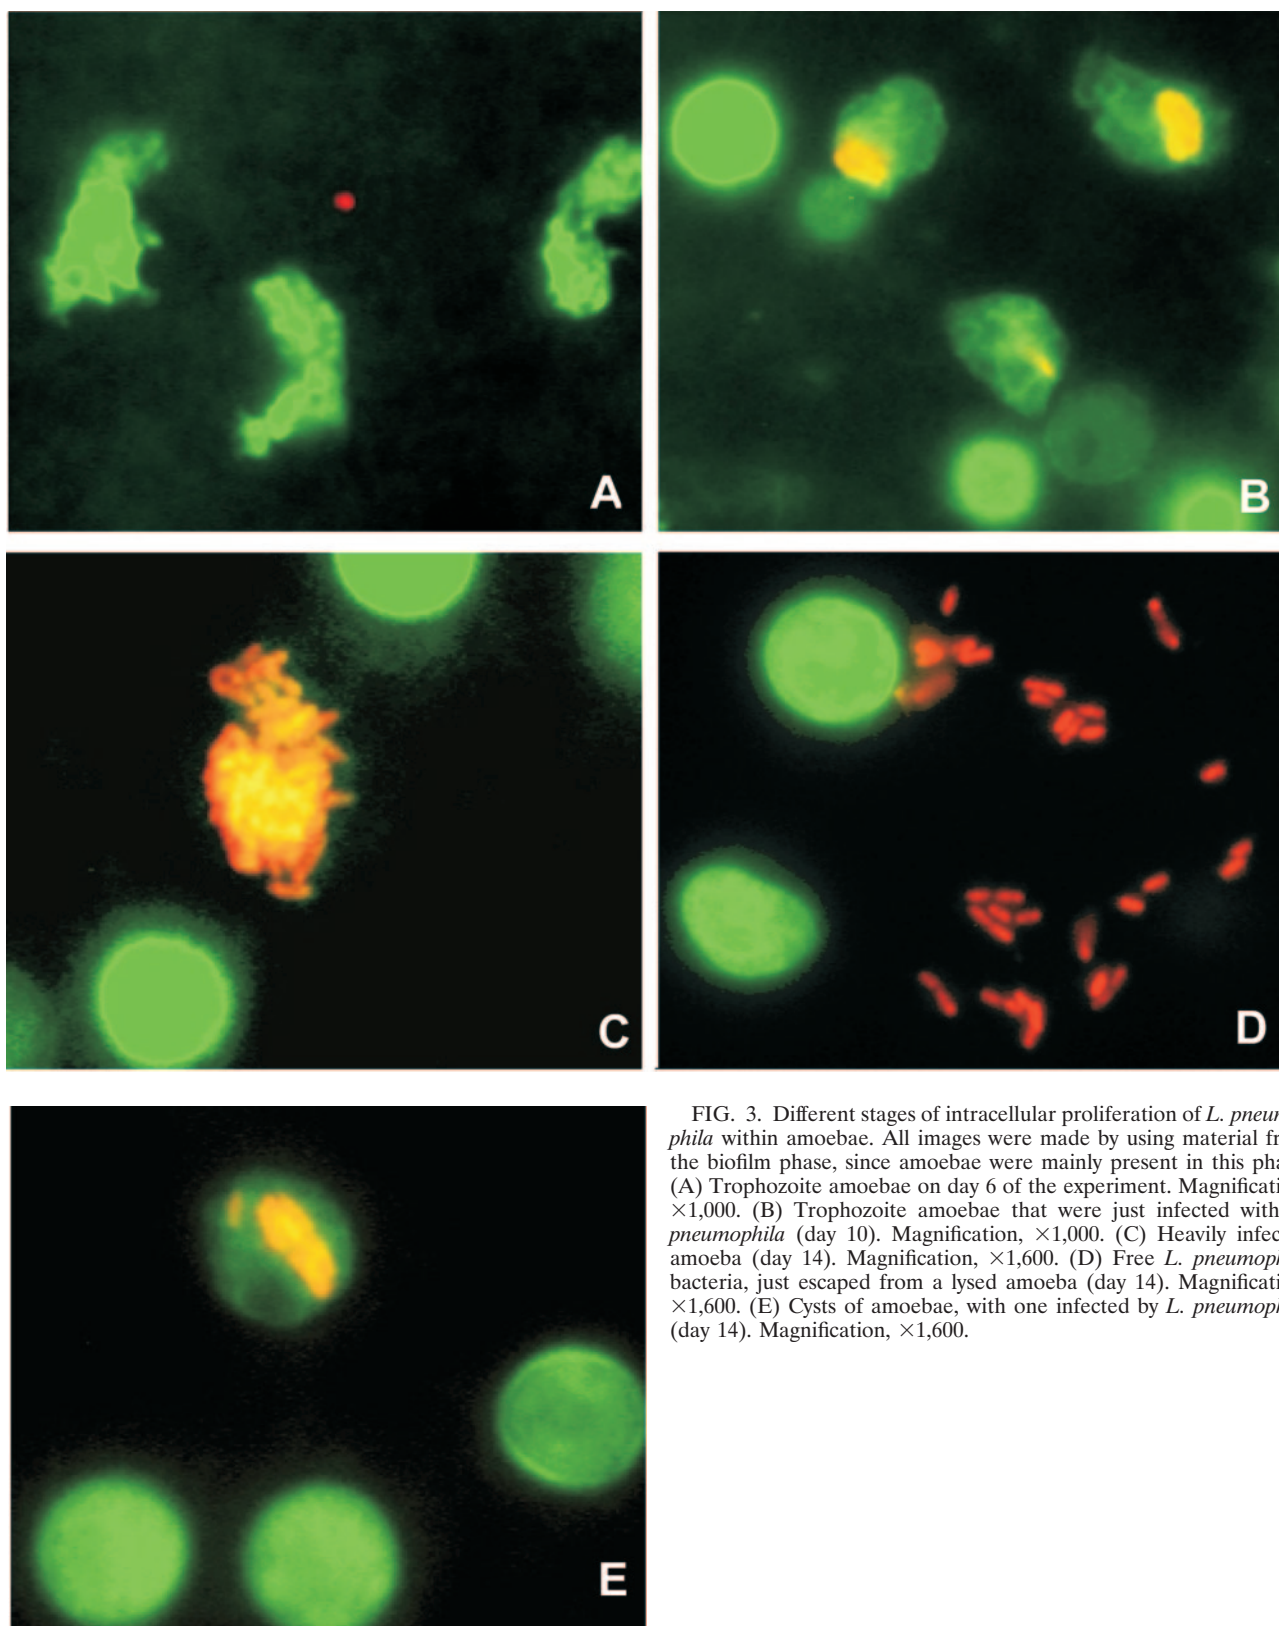 A
B
C
D
E
FIG. 3. Different stages of intracellular proliferation of L. pneum
phila within amoebae. All images were made by using material fr
the biofilm phase, since amoebae were mainly present in this pha
(A) Trophozoite amoebae on day 6 of the experiment. Magnificati
×1,000. (B) Trophozoite amoebae that were just infected with
pneumophila (day 10). Magnification, ×1,000. (C) Heavily infec
amoeba (day 14). Magnification, ×1,600. (D) Free L. pneumoph
bacteria, just escaped from a lysed amoeba (day 14). Magnificati
×1,600. (E) Cysts of amoebae, with one infected by L. pneumoph
(day 14). Magnification, ×1,600.